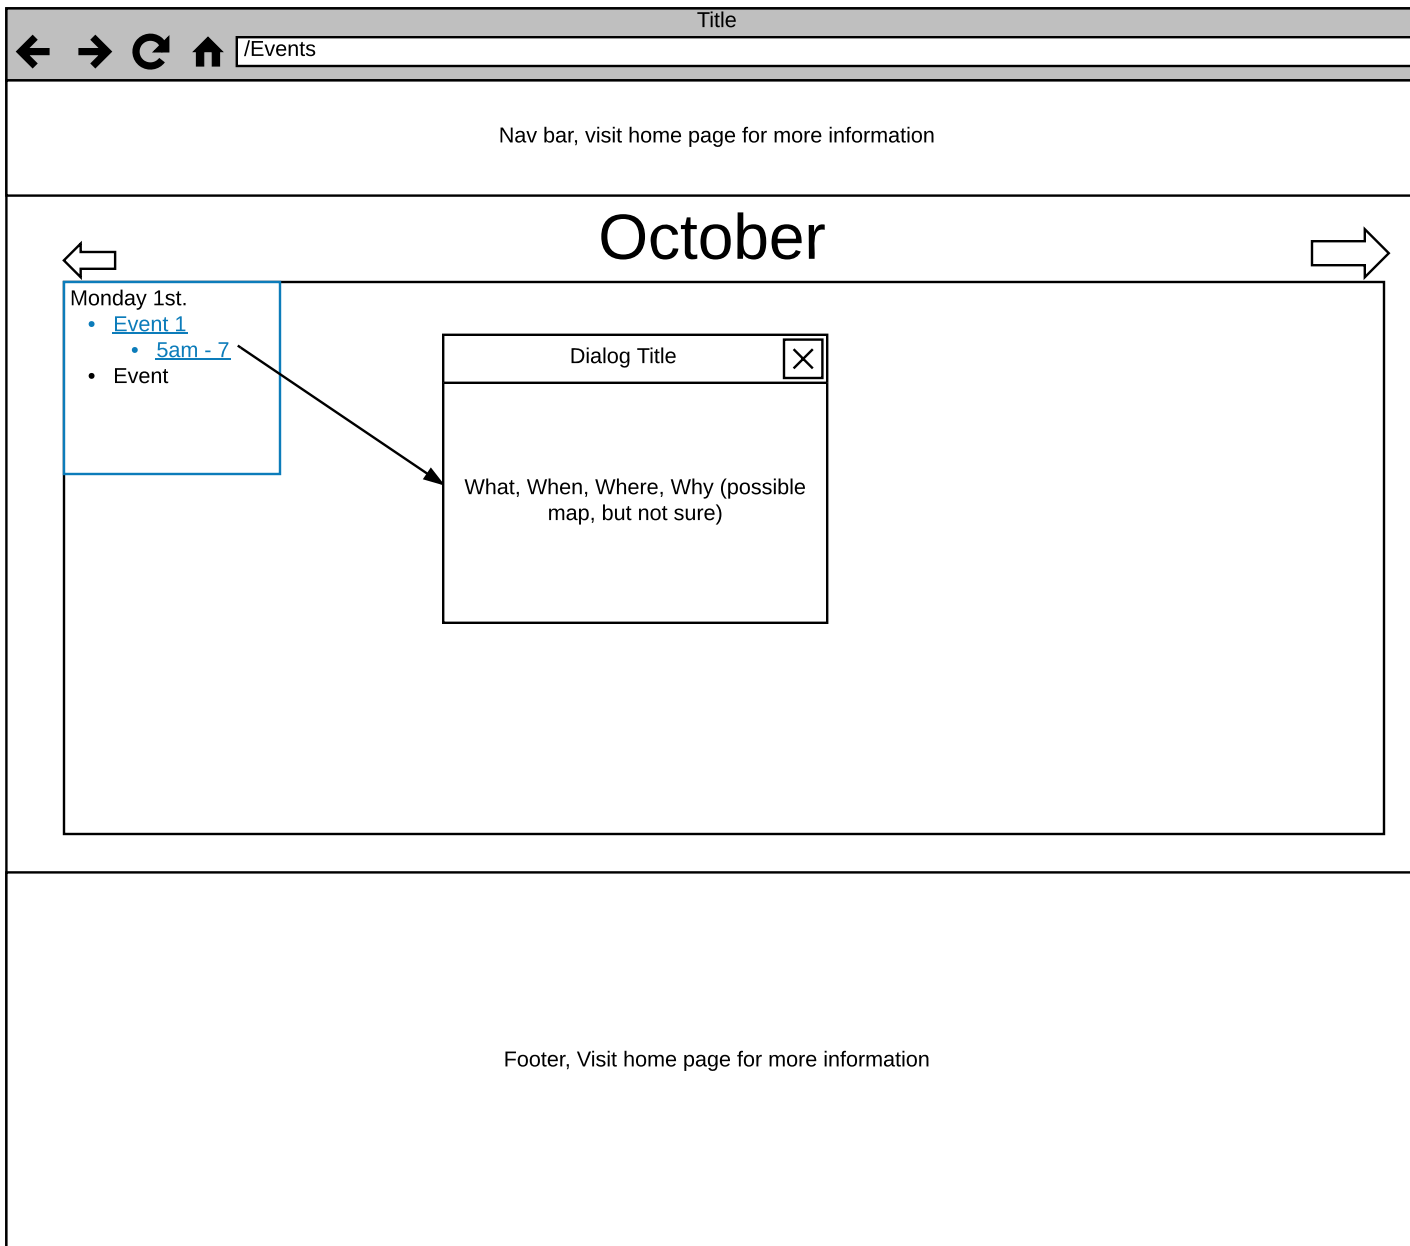 Title
/Events
Nav bar, visit home page for more information
October
Monday 1st.
• Event 1
• 5am - 7
• Event
Dialog Title
What, When, Where, Why (possible
map, but not sure)
Footer, Visit home page for more information